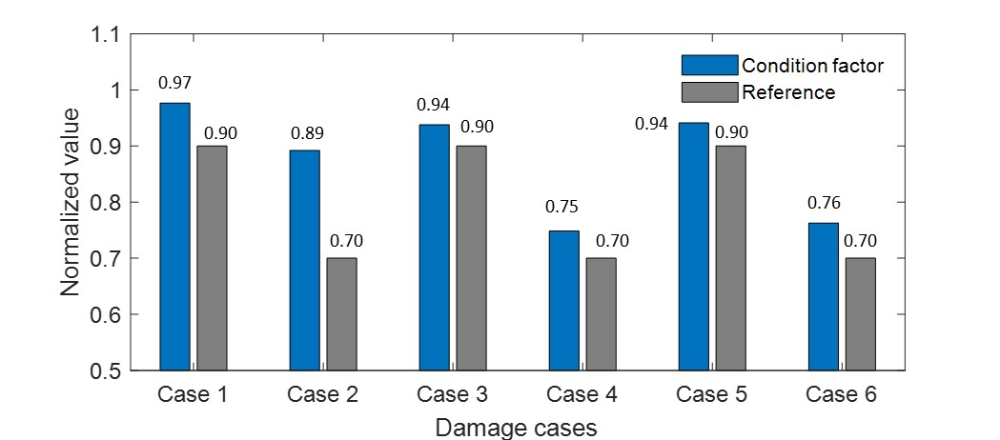 1.1
1
0.9
0.8
0.7
0.6
0.5
Normalized value
Condition factor
Reference
0.97
0.90
0.89
0.70
0.94
0.90
0.75
0.70
0.94
0.90
0.76
0.70
Case 1
Case 2
Case 3
Case 4
Case 5
Case 6
Damage cases